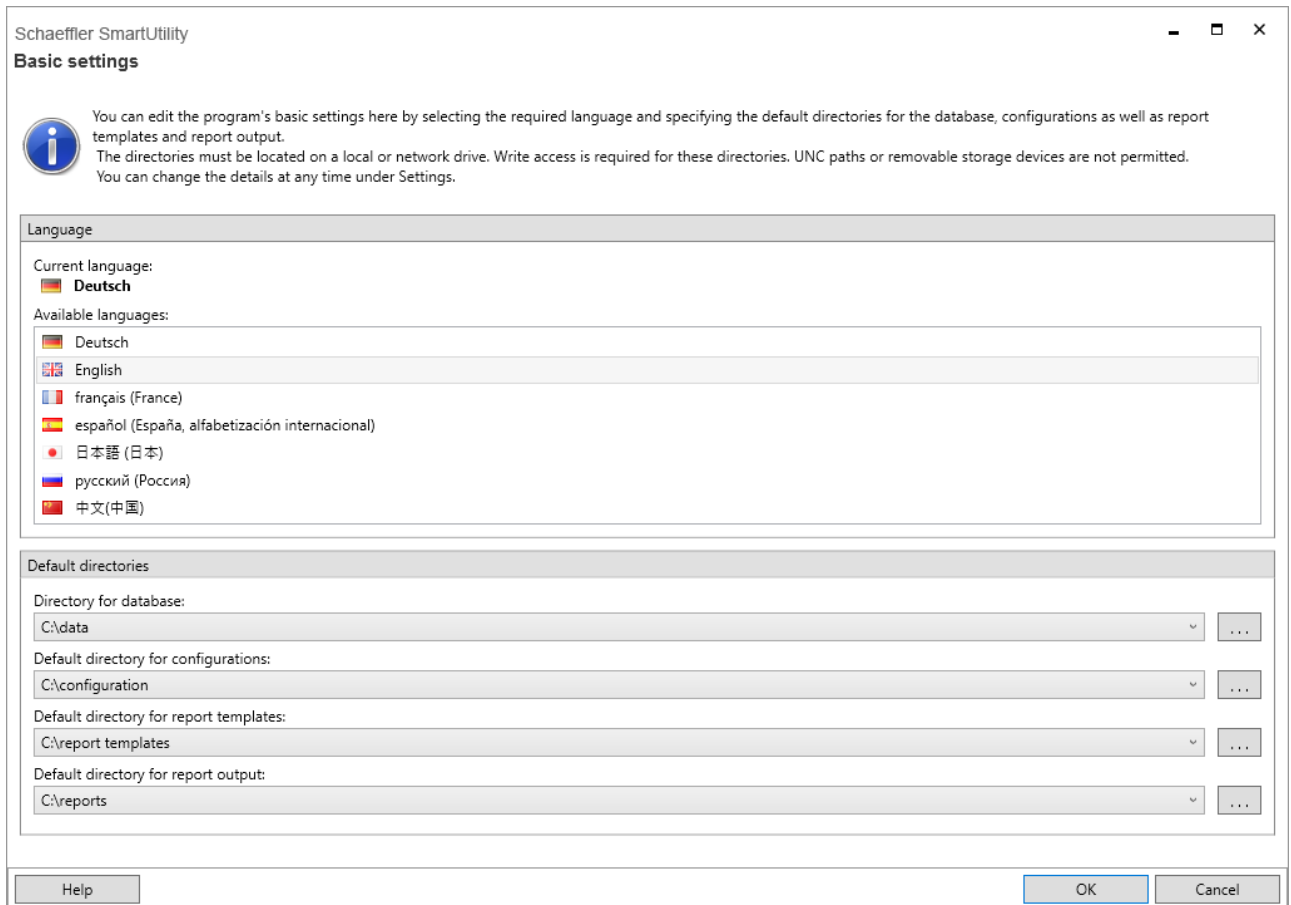 Schaeffler SmartUtility
Basic settings
You can edit the program's basic settings here by selecting the required language and specifying the default directories for the database, configurations as well as report
templates and report output.
The directories must be located on a local or network drive. Write access is required for these directories. UNC paths or removable storage devices are not permitted.
You can change the details at any time under Settings.
Language
Current language:
Deutsch
Available languages:
Deutsch
English
français (France)
español (España, alfabetización internacional)
日本語 (日本)
русский (Россия)
中文(中国)
Default directories
Directory for database:
C:\data
...
Default directory for configurations:
C:\configuration
...
Default directory for report templates:
C:\report templates
...
Default directory for report output:
C:\reports
...
Help
OK
Cancel